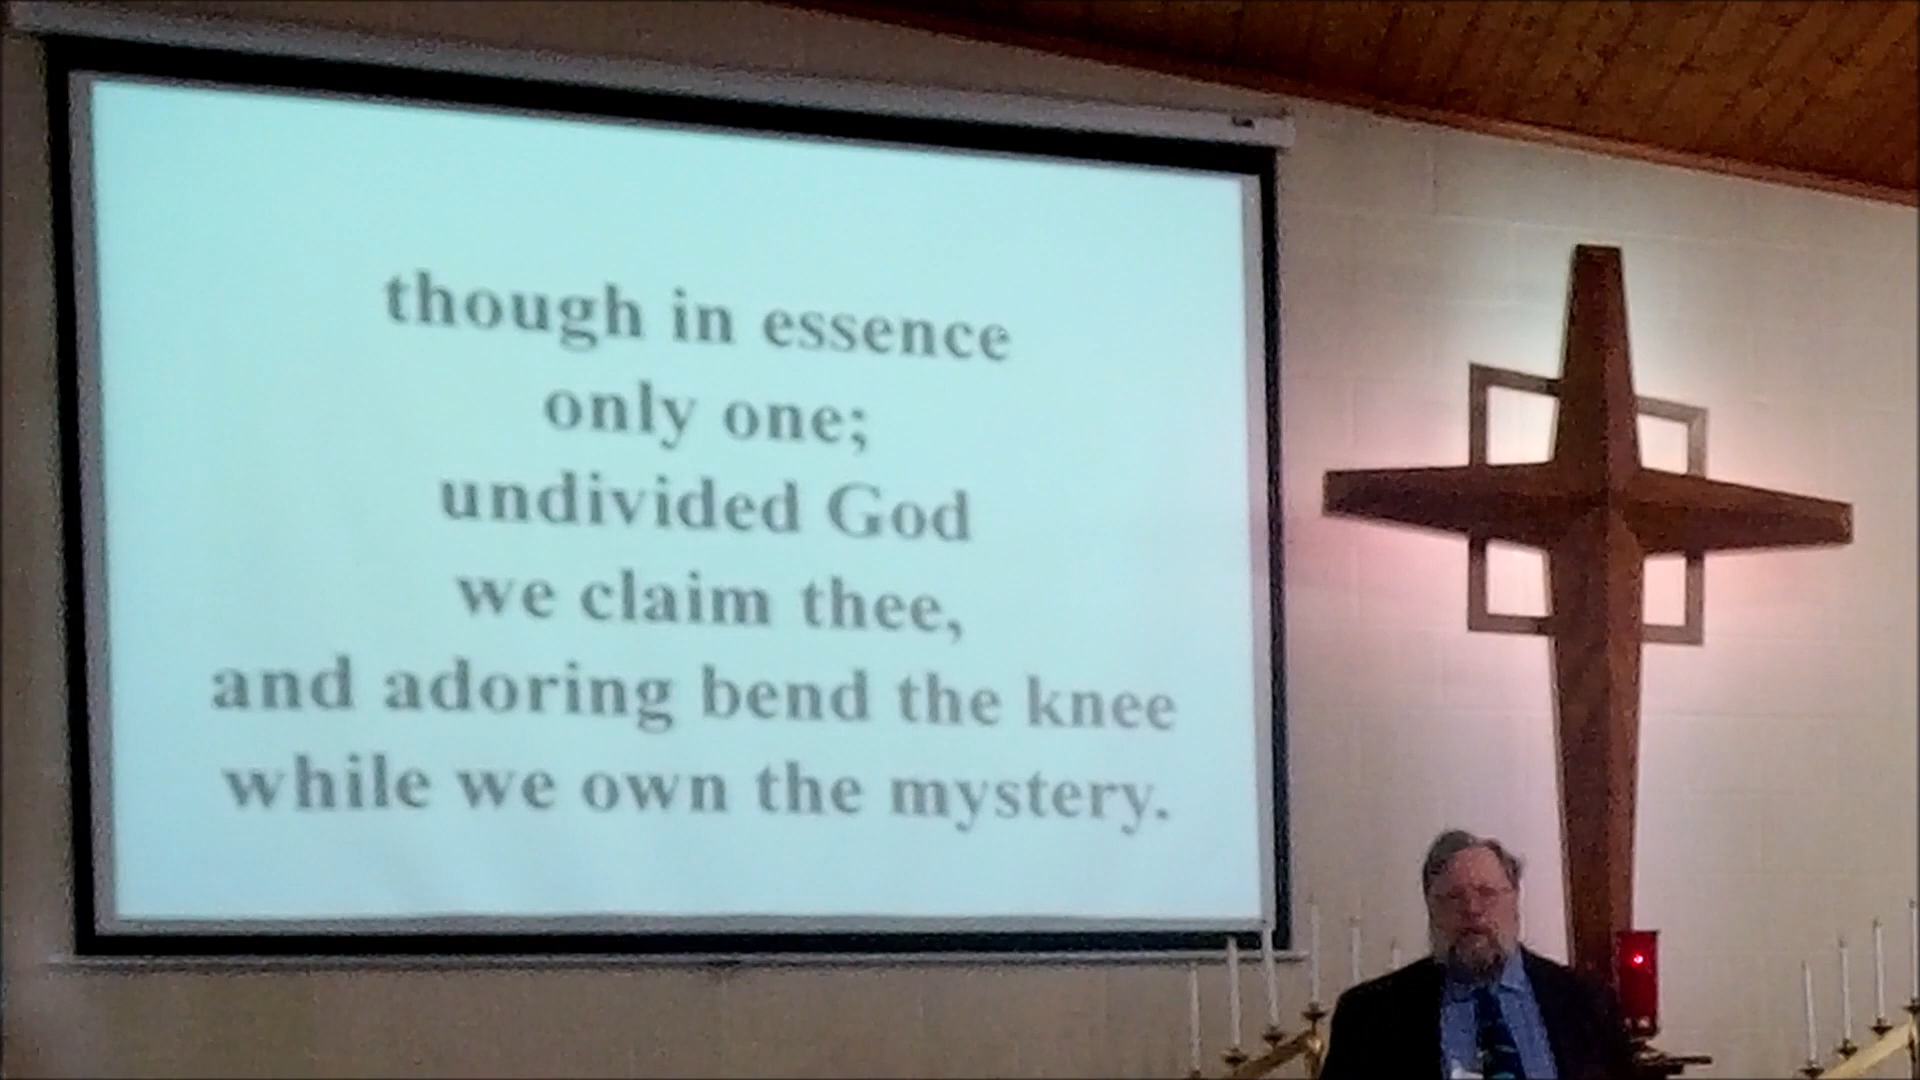 though in essence
only one;
undivided God
we claim thee,
and adoring bend the knee
while we own the mystery.